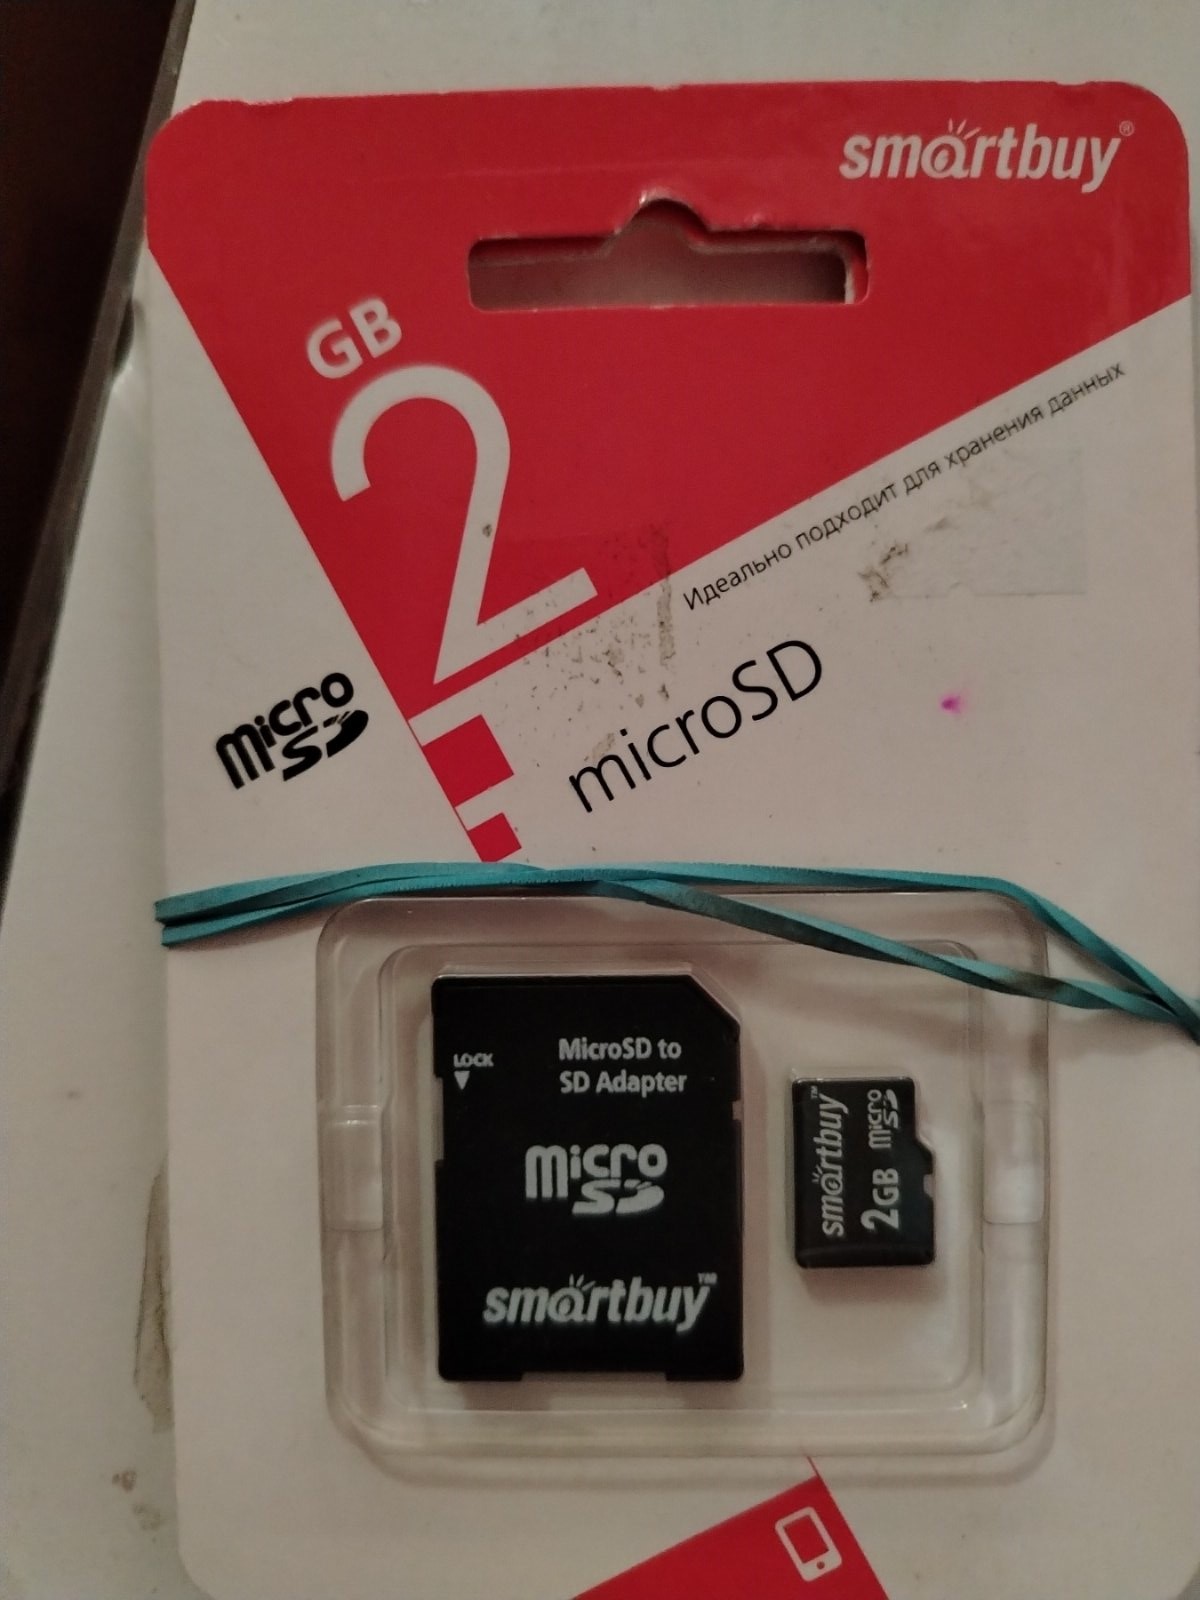 smartbuy®
GB
2
Идеально подходит для хранения данных
micro
SD
microSD
LOCK
MicroSD to
SD Adapter
micro
SD
smartbuy™
smartbuy™
2GB
micro
SD